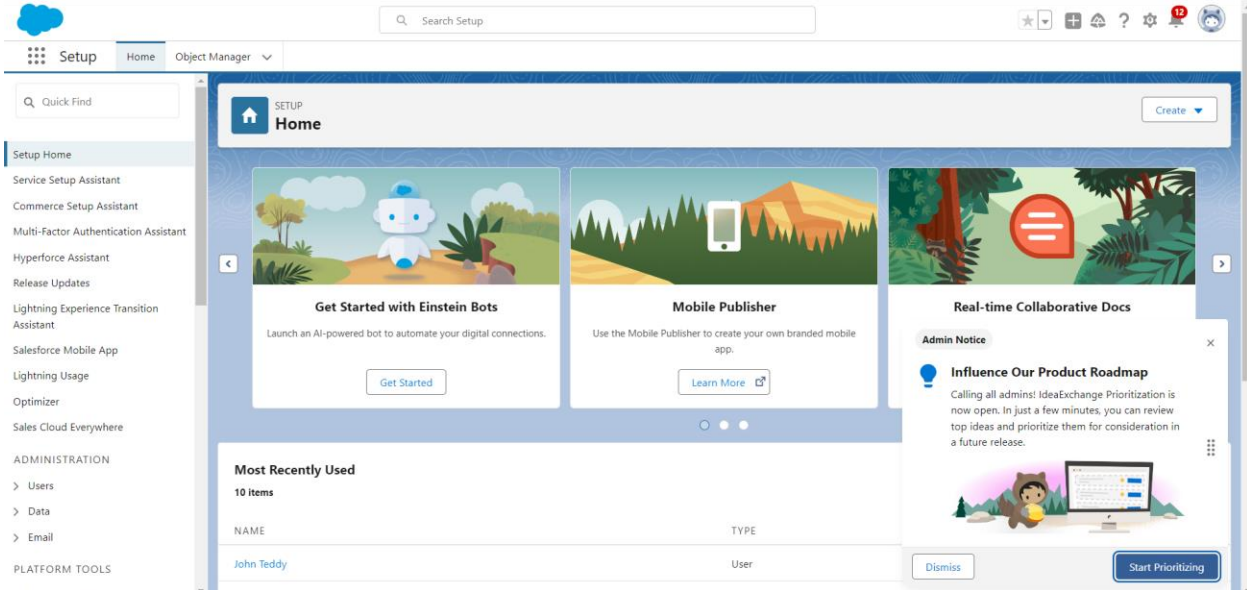 Search Setup
12
Setup
Home
Object Manager
Quick Find
Setup Home
Service Setup Assistant
Commerce Setup Assistant
Multi-Factor Authentication Assistant
Hyperforce Assistant
Release Updates
Lightning Experience Transition
Assistant
Salesforce Mobile App
Lightning Usage
Optimizer
Sales Cloud Everywhere
ADMINISTRATION
Users
Data
Email
PLATFORM TOOLS
SETUP
Home
Create
Get Started with Einstein Bots
Launch an AI-powered bot to automate your digital connections.
Get Started
Mobile Publisher
Use the Mobile Publisher to create your own branded mobile
app.
Learn More
Real-time Collaborative Docs
Most Recently Used
10 items
NAME
TYPE
John Teddy
User
Admin Notice
Influence Our Product Roadmap
Calling all admins! IdeaExchange Prioritization is
now open. In just a few minutes, you can review
top ideas and prioritize them for consideration in
a future release.
Dismiss
Start Prioritizing